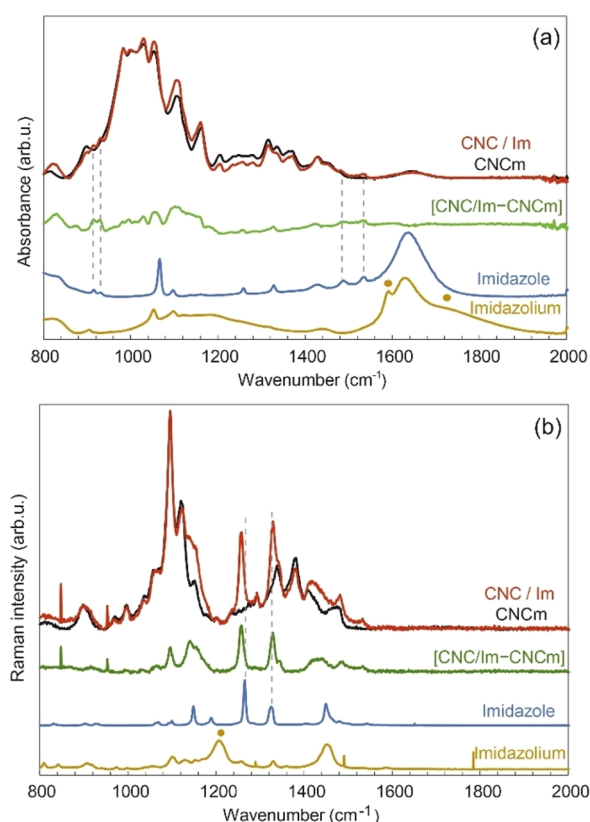 (a)
Absorbance (arb.u.)
CNC / Im
CNCm
[CNC/Im−CNCm]
Imidazole
Imidazolium
800 1000 1200 1400 1600 1800 2000
Wavenumber (cm-1)
(b)
Raman intensity (arb.u.)
CNC / Im
CNCm
[CNC/Im−CNCm]
Imidazole
Imidazolium
800 1000 1200 1400 1600 1800 2000
Wavenumber (cm-1)